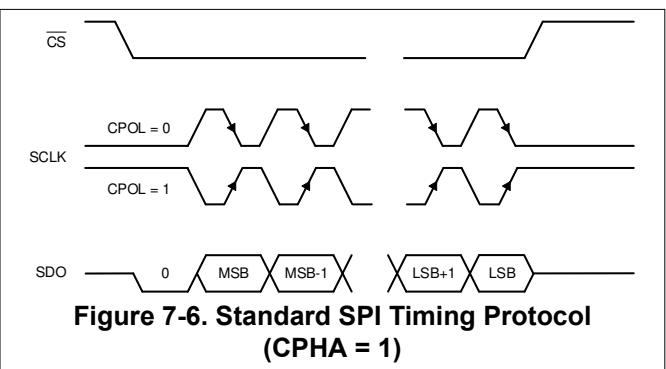 CS
CPOL = 0
SCLK
CPOL = 1
SDO 0 MSB MSB-1 LSB+1 LSB
Figure 7-6. Standard SPI Timing Protocol
(CPHA = 1)